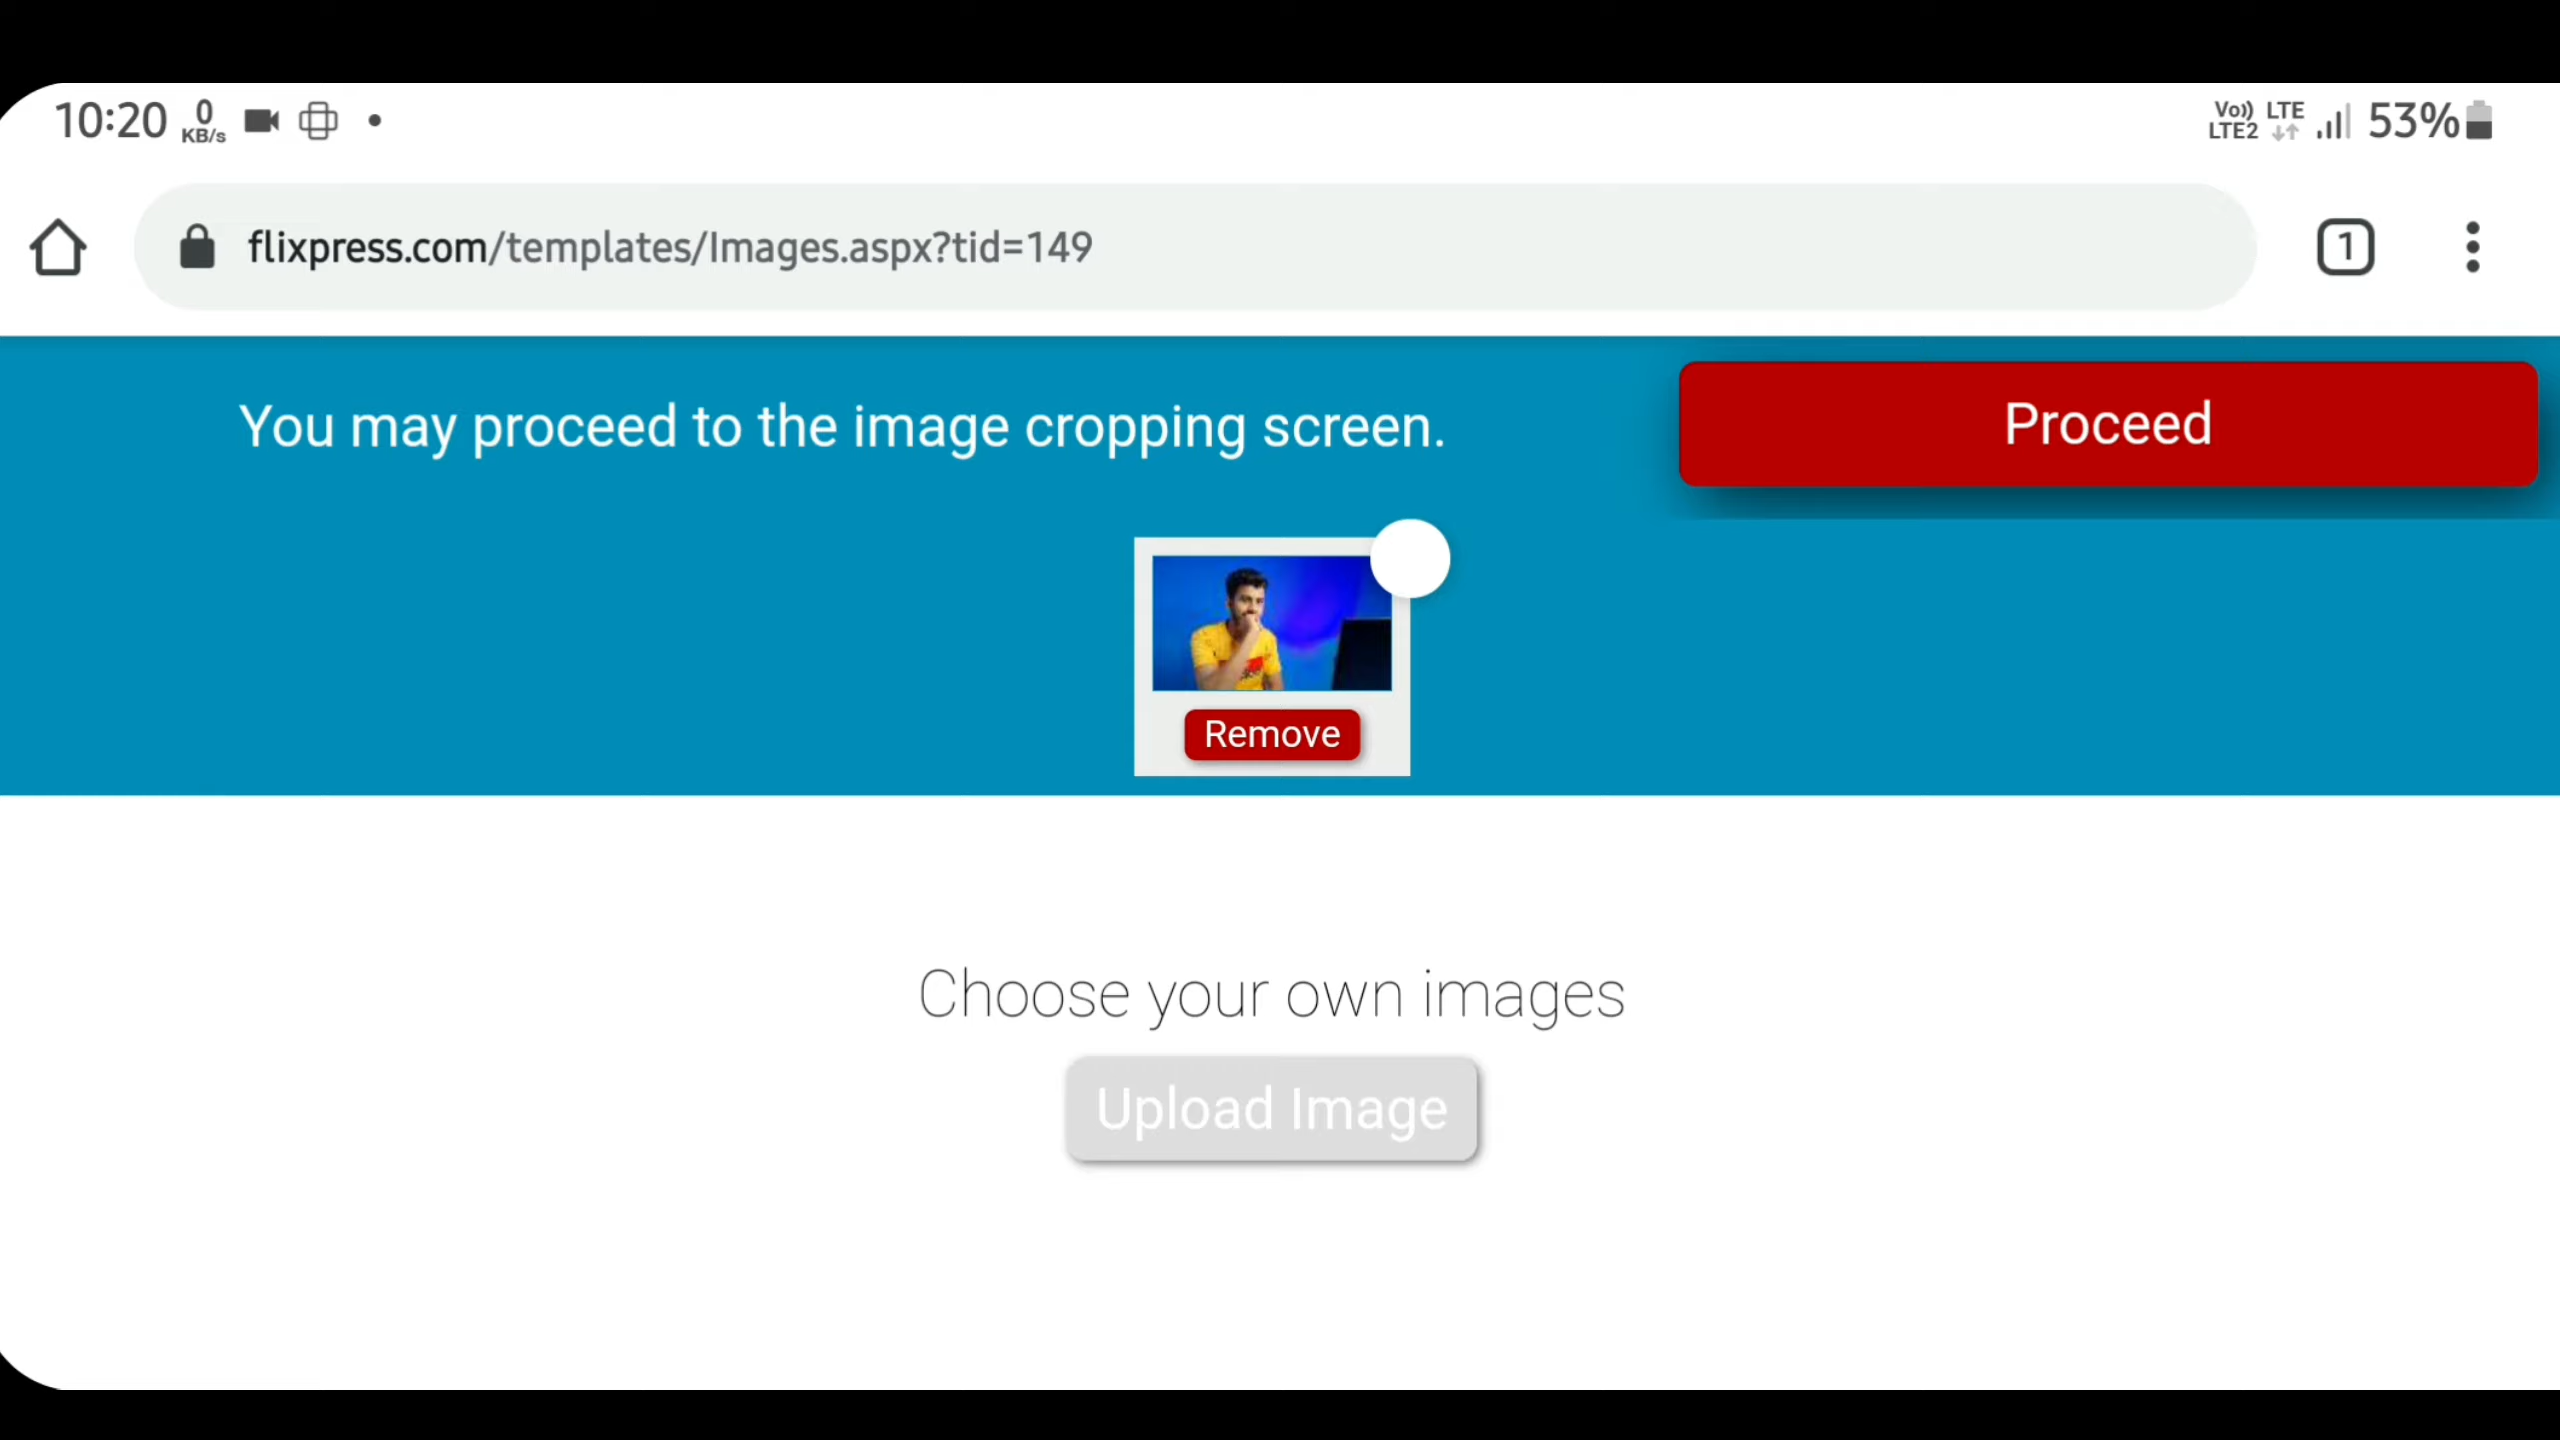 10:20 0 KB/s Vo)) LTE LTE2 53%
flixpress.com/templates/Images.aspx?tid=149 1
You may proceed to the image cropping screen.
Proceed
Remove
Choose your own images
Upload Image